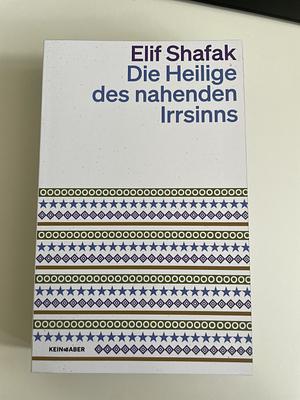 Elif Shafak
Die Heilige
des nahenden
Irrsinns
KEIN & ABER